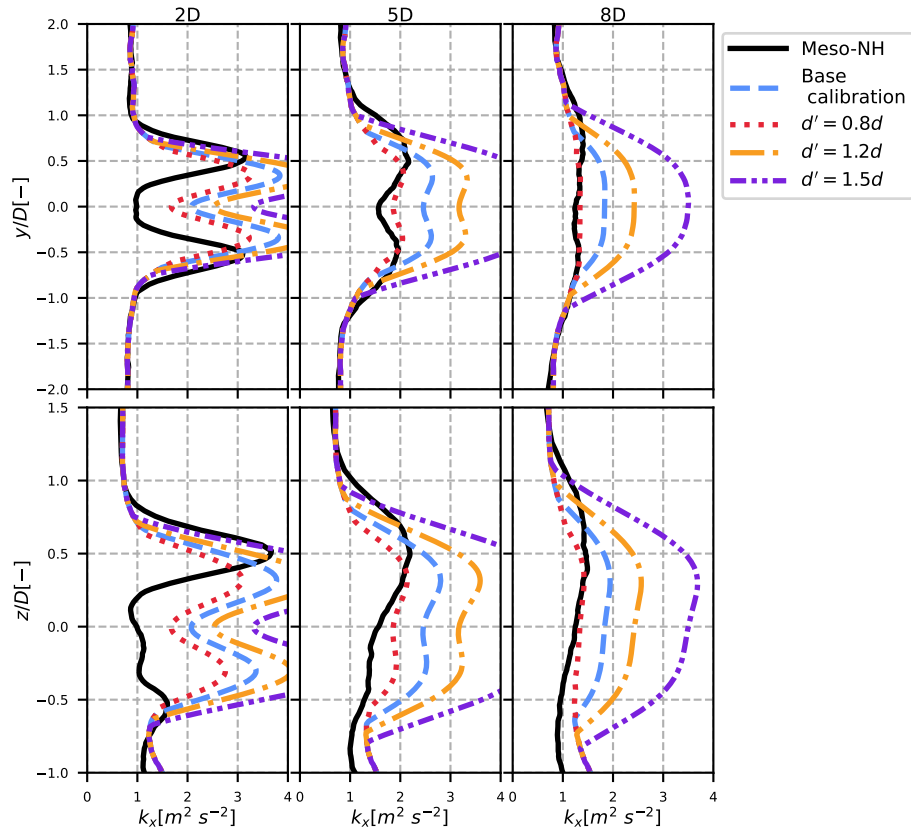 2D 5D 8D
2.0
1.5
1.0
0.5
0.0
−0.5
−1.0
−1.5
−2.0
y/D[-]
Meso-NH
Base
calibration
d' = 0.8d
d' = 1.2d
d' = 1.5d
1.5
1.0
0.5
0.0
−0.5
−1.0
z/D[-]
0 1 2 3 4 0 1 2 3 4 0 1 2 3 4
kₓ[m² s⁻²] kₓ[m² s⁻²] kₓ[m² s⁻²]